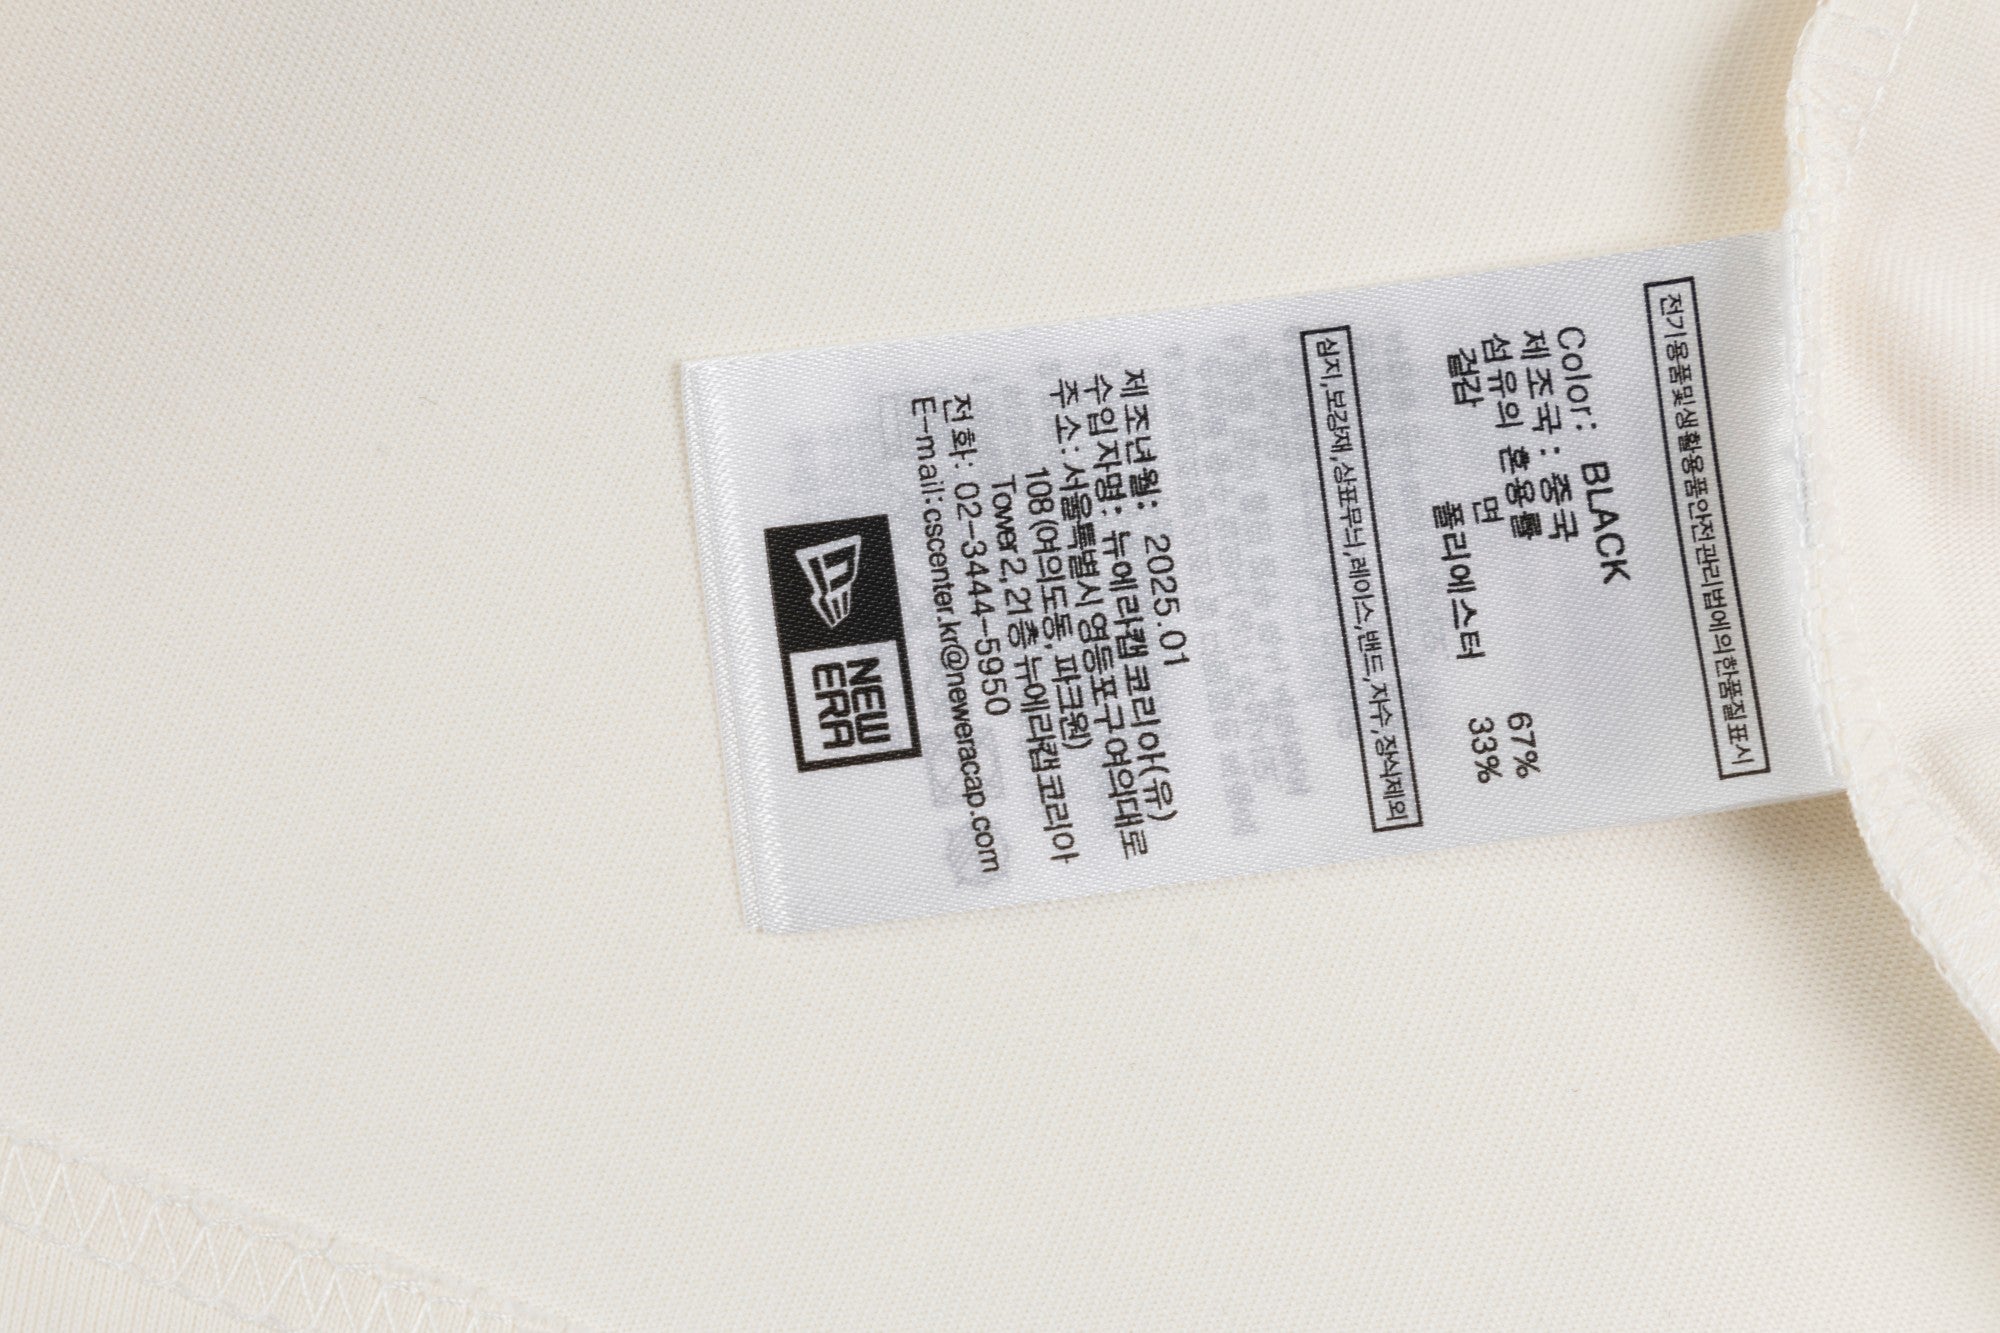 전기용품및생활용품안전관리법에의한품질표시
Color: BLACK
제조국 : 중국
섬유의 혼용률
겉감 면 67%
폴리에스터 33%
심지,보강재,상표무늬,레이스,밴드,자수,장식제외
제조년월: 2025.01
수입자명: 뉴에라캡코리아(유)
주소: 서울특별시 영등포구 여의대로
108 (여의도동, 파크원)
Tower 2, 21층 뉴에라캡코리아
전화: 02-3444-5950
E-mail:cscenter.kr@neweracap.com
NEW
ERA